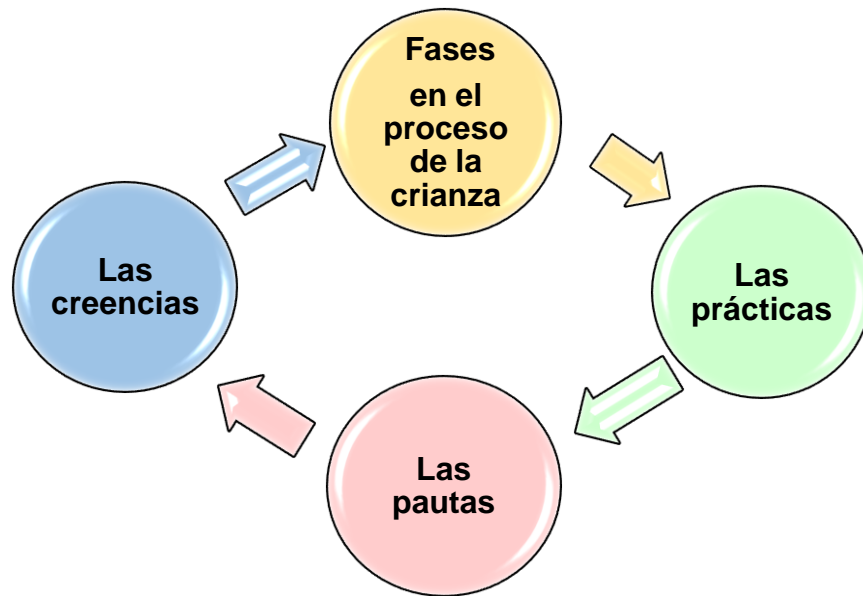 Fases
en el
proceso
de la
crianza
Las
prácticas
Las
pautas
Las
creencias